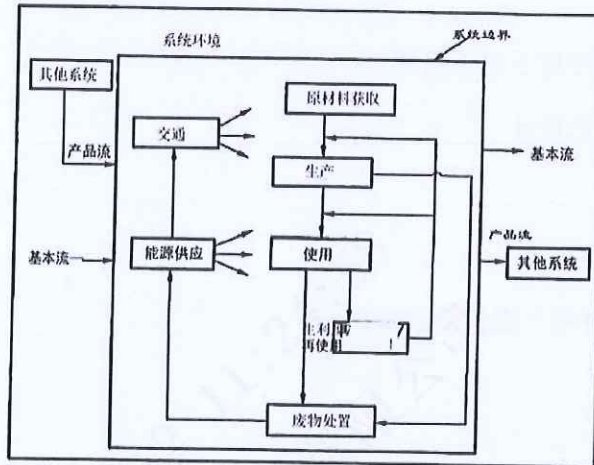 系统环境
系统边界
其他系统
原材料获取
交通
产品流
基本流
生产
产品流
基本流
能源供应
使用
其他系统
再使用
废物处置